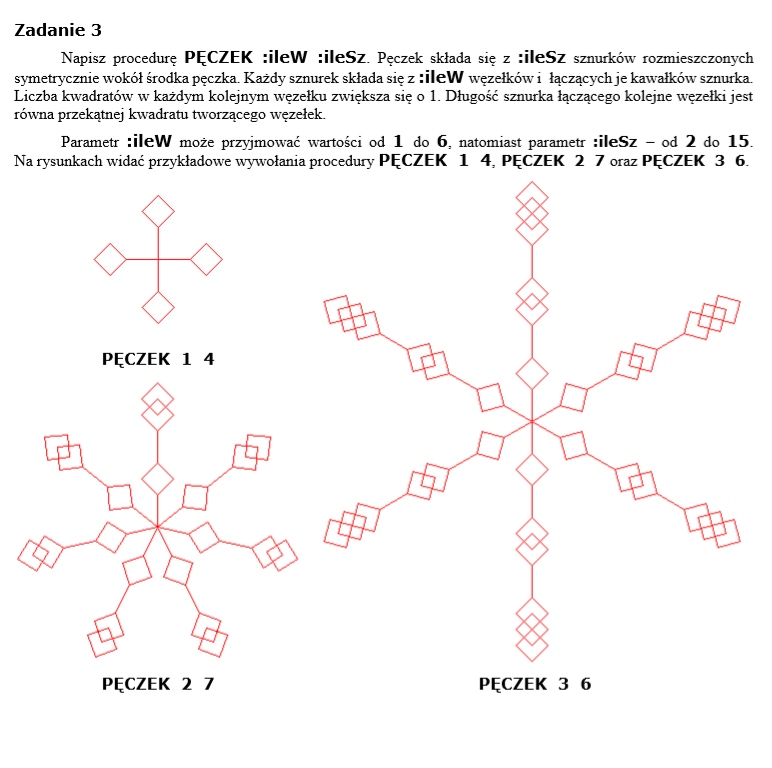 Zadanie 3
Napisz procedurę PĘCZEK :ileW :ileSz. Pęczek składa się z :ileSz sznurków rozmieszczonych
symetrycznie wokół środka pęczka. Każdy sznurek składa się z :ileW węzełków i łączących je kawałków sznurka.
Liczba kwadratów w każdym kolejnym węzełku zwiększa się o 1. Długość sznurka łączącego kolejne węzełki jest
równa przekątnej kwadratu tworzącego węzełek.
Parametr :ileW może przyjmować wartości od 1 do 6, natomiast parametr :ileSz – od 2 do 15.
Na rysunkach widać przykładowe wywołania procedury PĘCZEK 1 4, PĘCZEK 2 7 oraz PĘCZEK 3 6.
PĘCZEK 1 4
PĘCZEK 2 7
PĘCZEK 3 6